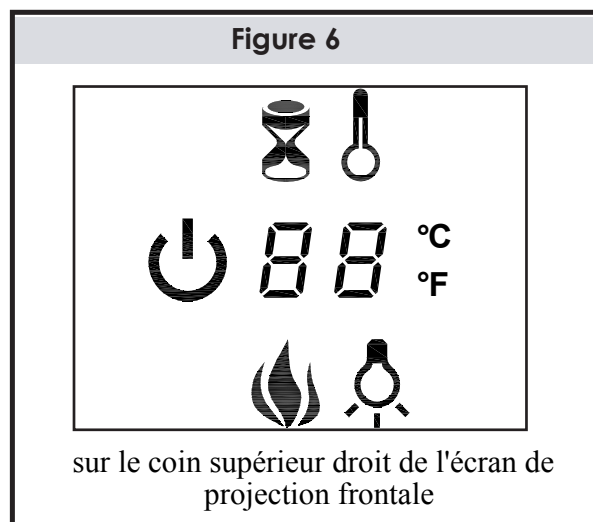 Figure 6
88 °C
°F
sur le coin supérieur droit de l'écran de
projection frontale